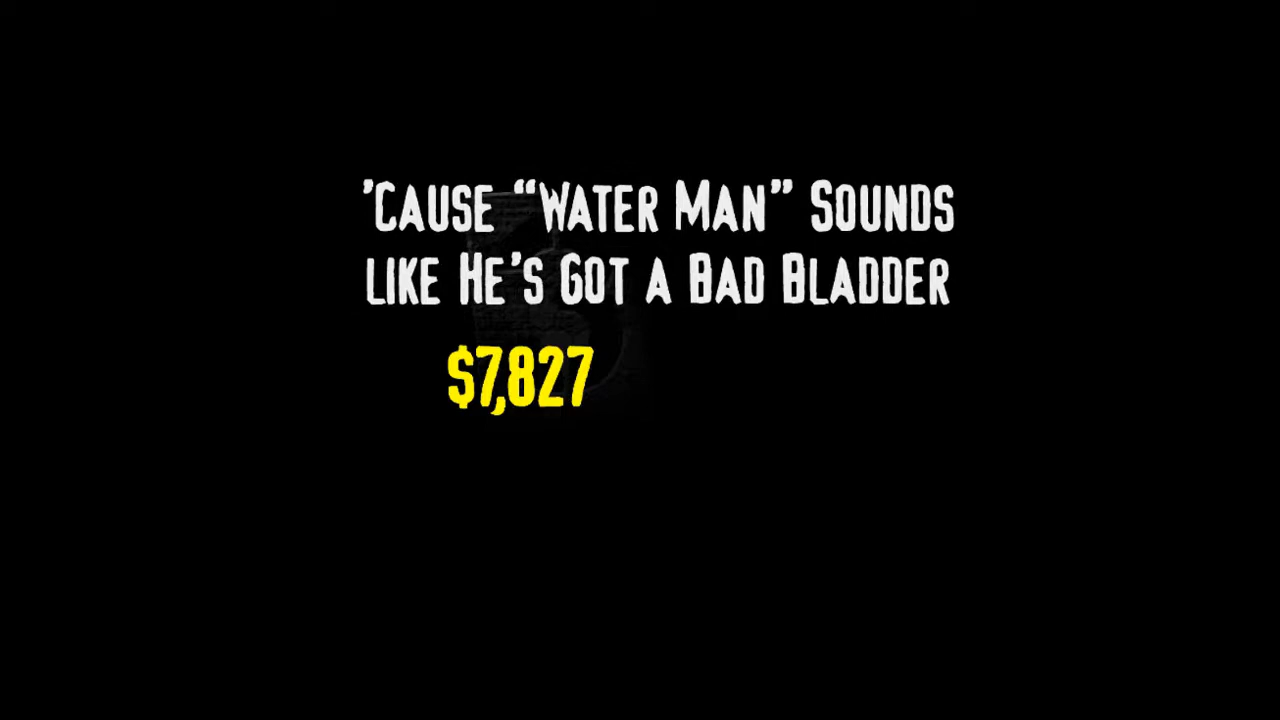 ’Cause “Water Man” Sounds
like He’s Got a Bad Bladder
$7,827